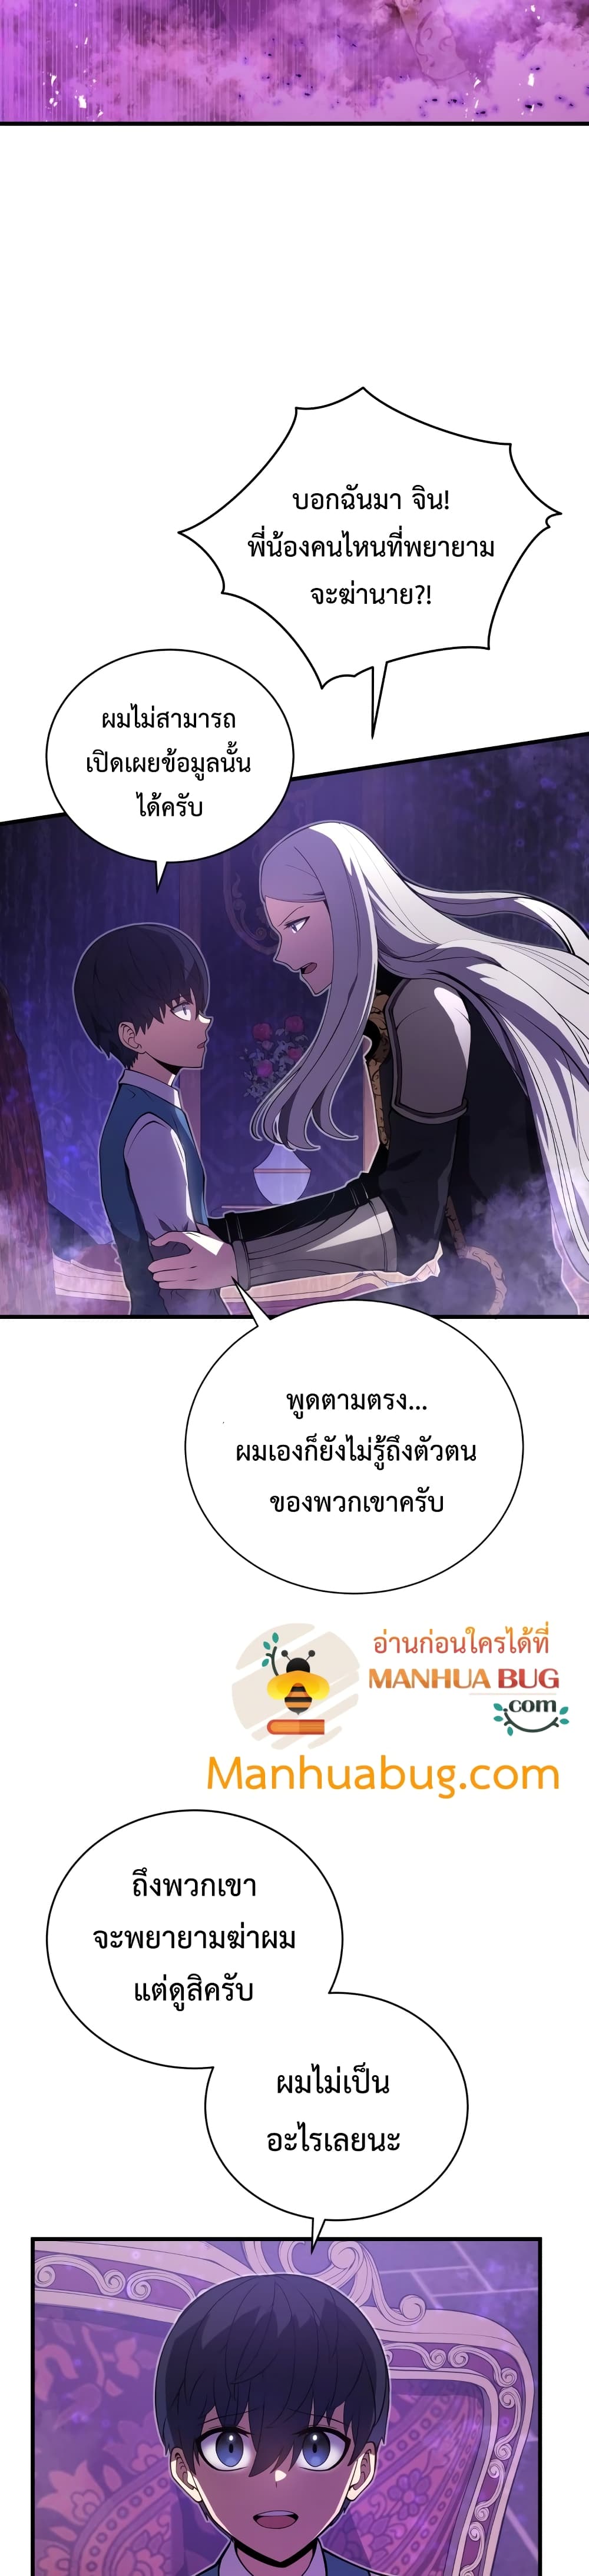 บอกฉันมา จิน!
พี่น้องคนไหนที่พยายาม
จะฆ่านาย?!
ผมไม่สามารถ
เปิดเผยข้อมูลนั้น
ได้ครับ
พูดตามตรง...
ผมเองก็ยังไม่รู้ถึงตัวตน
ของพวกเขาครับ
อ่านก่อนใครได้ที่
MANHUA BUG
.com
Manhuabug.com
ถึงพวกเขา
จะพยายามฆ่าผม
แต่ดูสิครับ
ผมไม่เป็น
อะไรเลยนะ